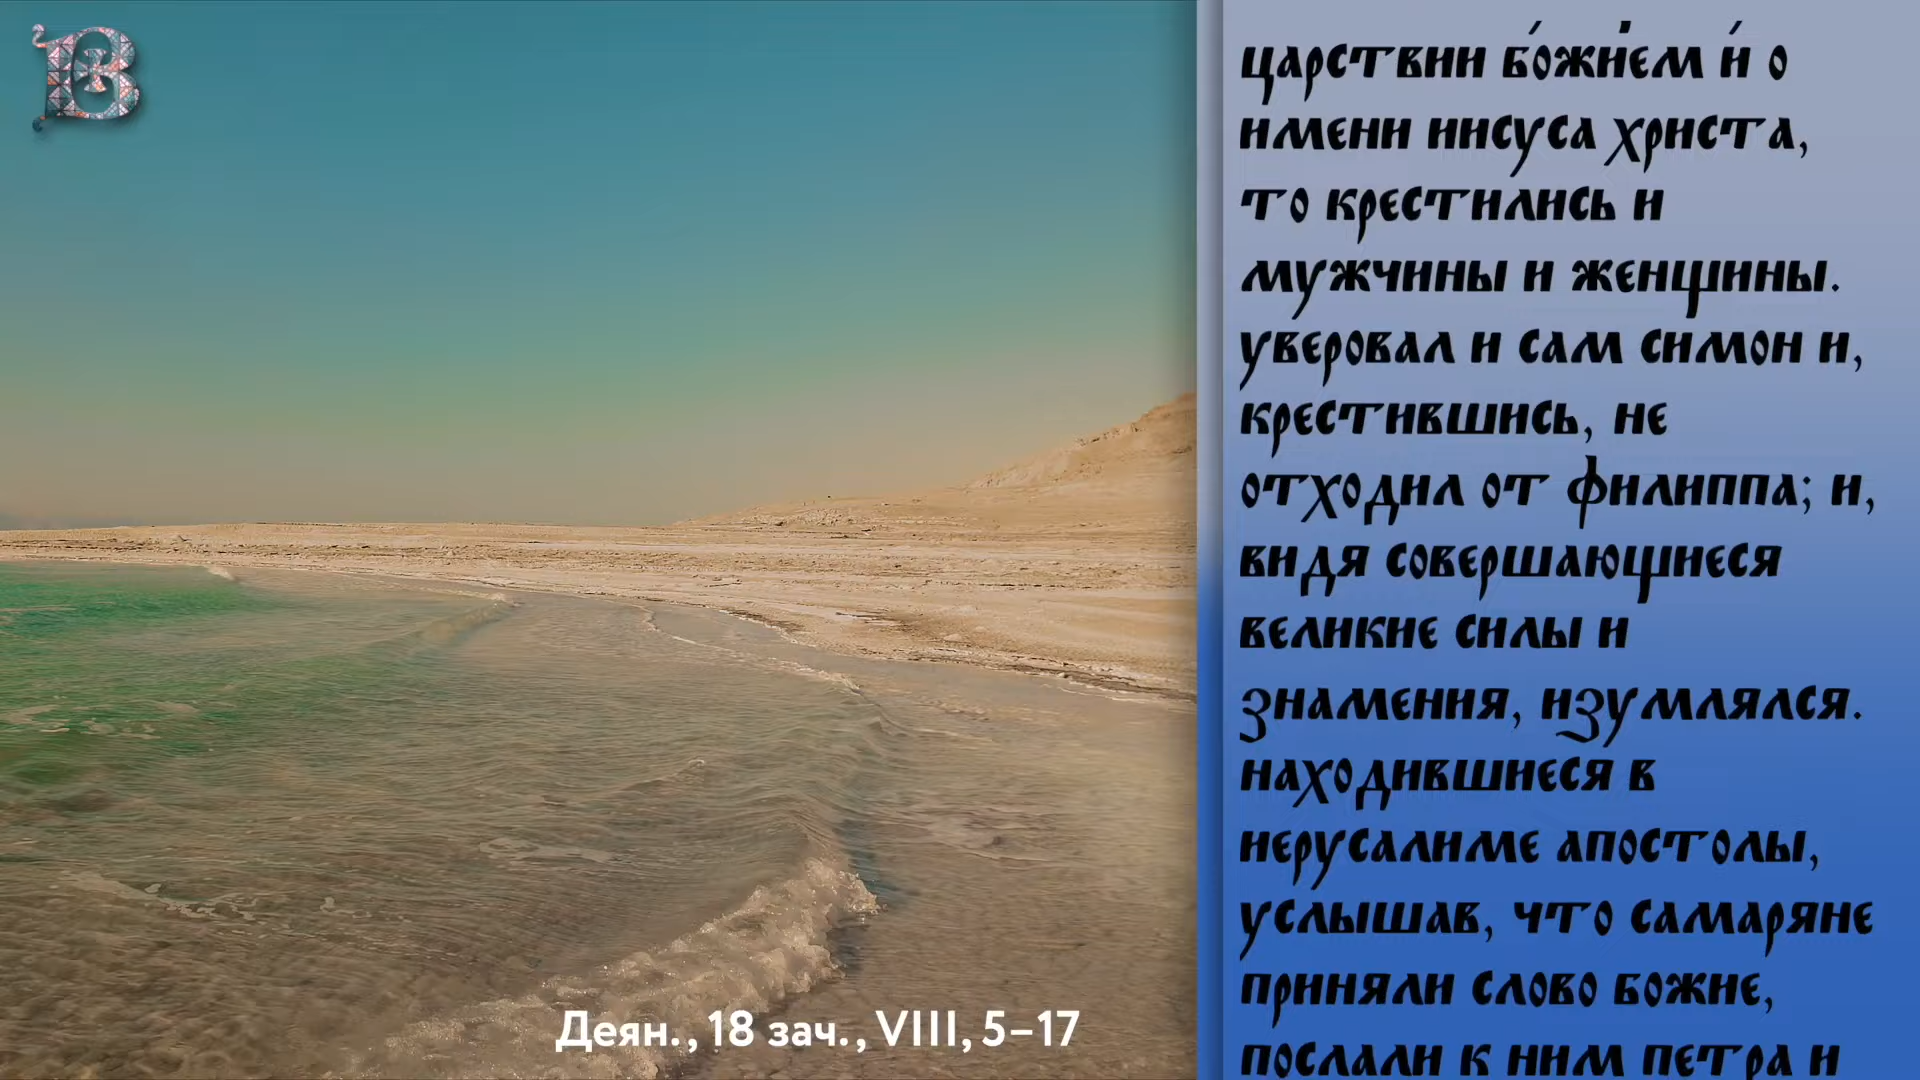 царствии бо́жием и́ о
имени иисуса христа,
то крестились и
мужчины и женщины.
уверовал и сам симон и,
крестившись, не
отходил от филиппа; и,
видя совершающиеся
великие силы и
знамения, изумлялся.
находившиеся в
иерусалиме апостолы,
услышав, что самаряне
приняли слово божие,
послали к ним петра и
Деян., 18 зач., VIII, 5–17